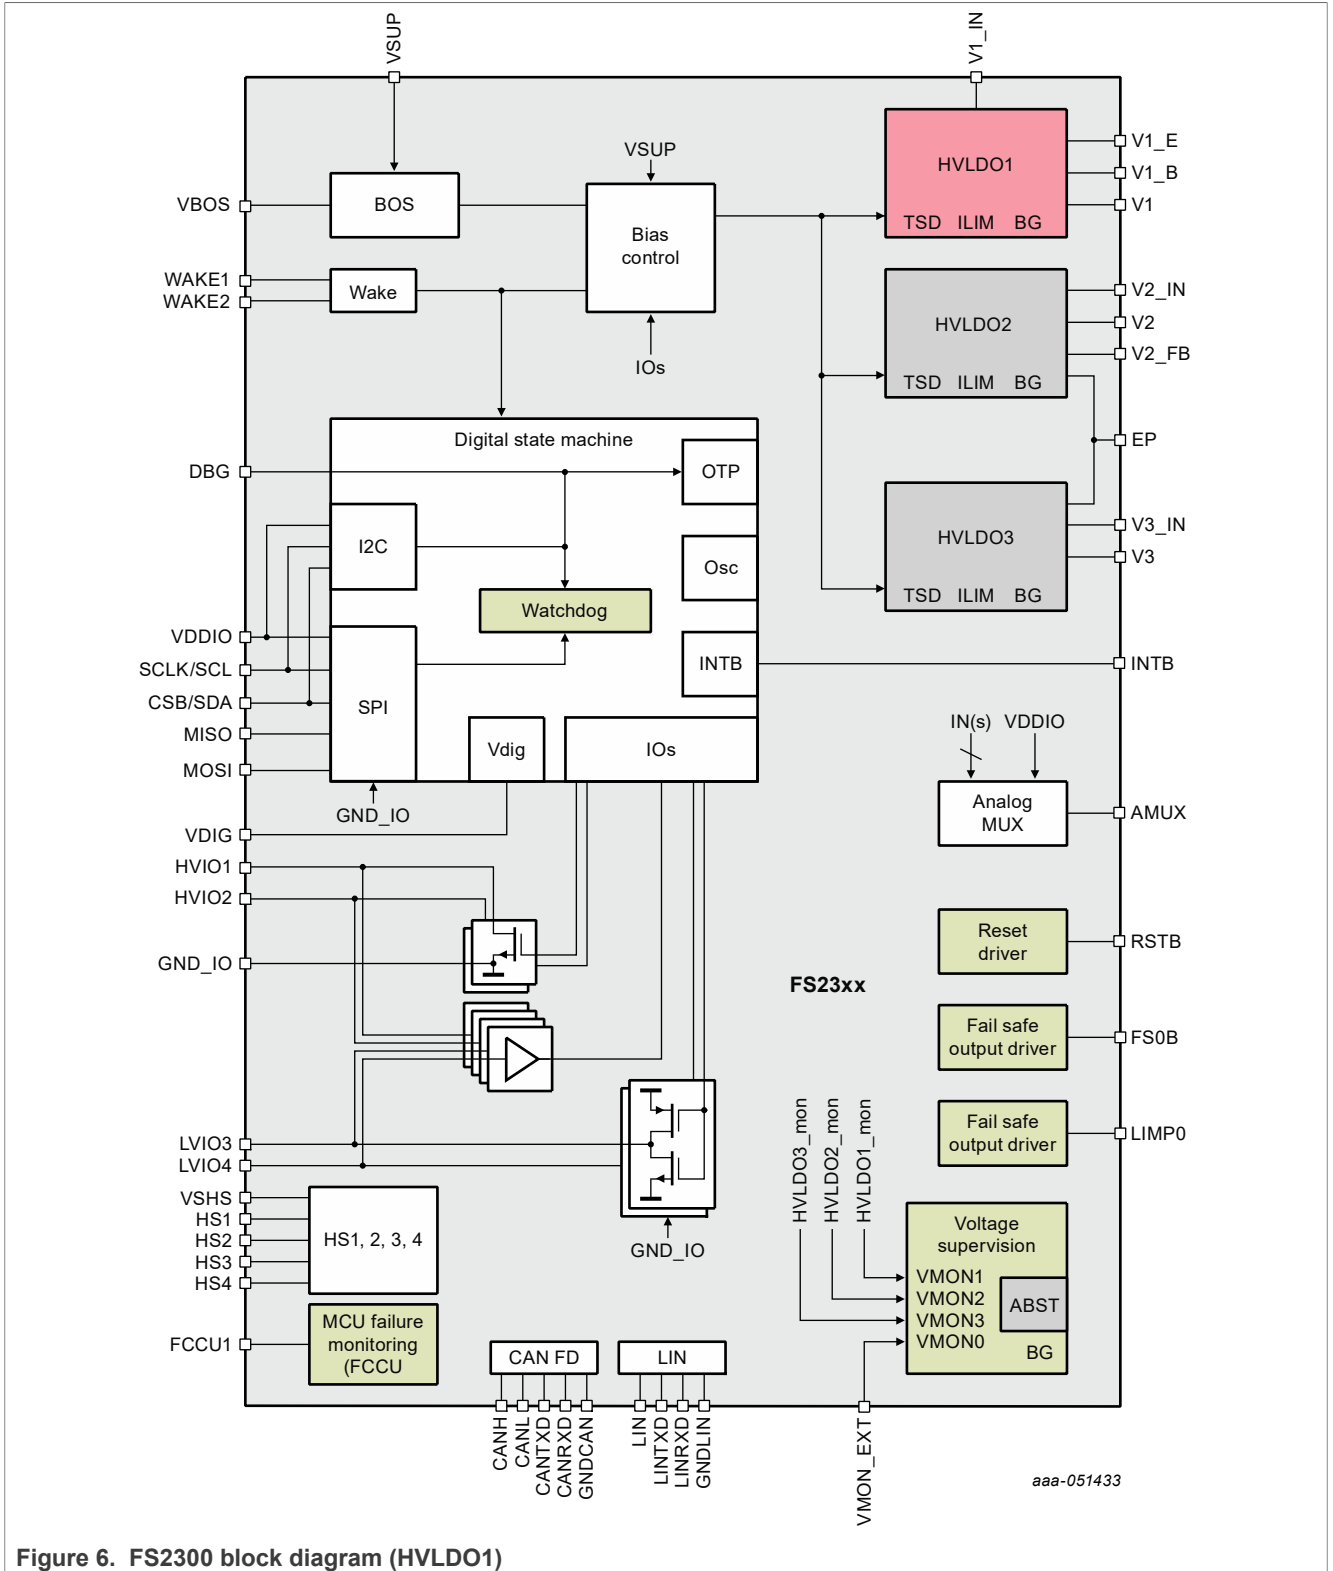 VSUP
V1_IN
HVLDO1
TSD ILIM BG
V1_E
V1_B
V1
VSUP
VBOS
BOS
Bias
control
WAKE1
WAKE2
Wake
IOs
HVLDO2
TSD ILIM BG
V2_IN
V2
V2_FB
EP
Digital state machine
DBG
OTP
I2C
Osc
HVLDO3
TSD ILIM BG
V3_IN
V3
Watchdog
VDDIO
SCLK/SCL
CSB/SDA
MISO
MOSI
SPI
INTB
INTB
Vdig
IOs
GND_IO
IN(s) VDDIO
Analog
MUX
AMUX
VDIG
HVIO1
HVIO2
GND_IO
Reset
driver
RSTB
FS23xx
Fail safe
output driver
FS0B
Fail safe
output driver
LIMP0
LVIO3
LVIO4
GND_IO
HVLDO3_mon
HVLDO2_mon
HVLDO1_mon
VSHS
HS1
HS2
HS3
HS4
HS1, 2, 3, 4
Voltage
supervision
VMON1
VMON2
VMON3
VMON0
ABST
BG
FCCU1
MCU failure
monitoring
(FCCU
CAN FD
LIN
CANH
CANL
CANTXD
CANRXD
GNDCAN
LIN
LINTXD
LINRXD
GNDLIN
VMON_EXT
aaa-051433
Figure 6. FS2300 block diagram (HVLDO1)